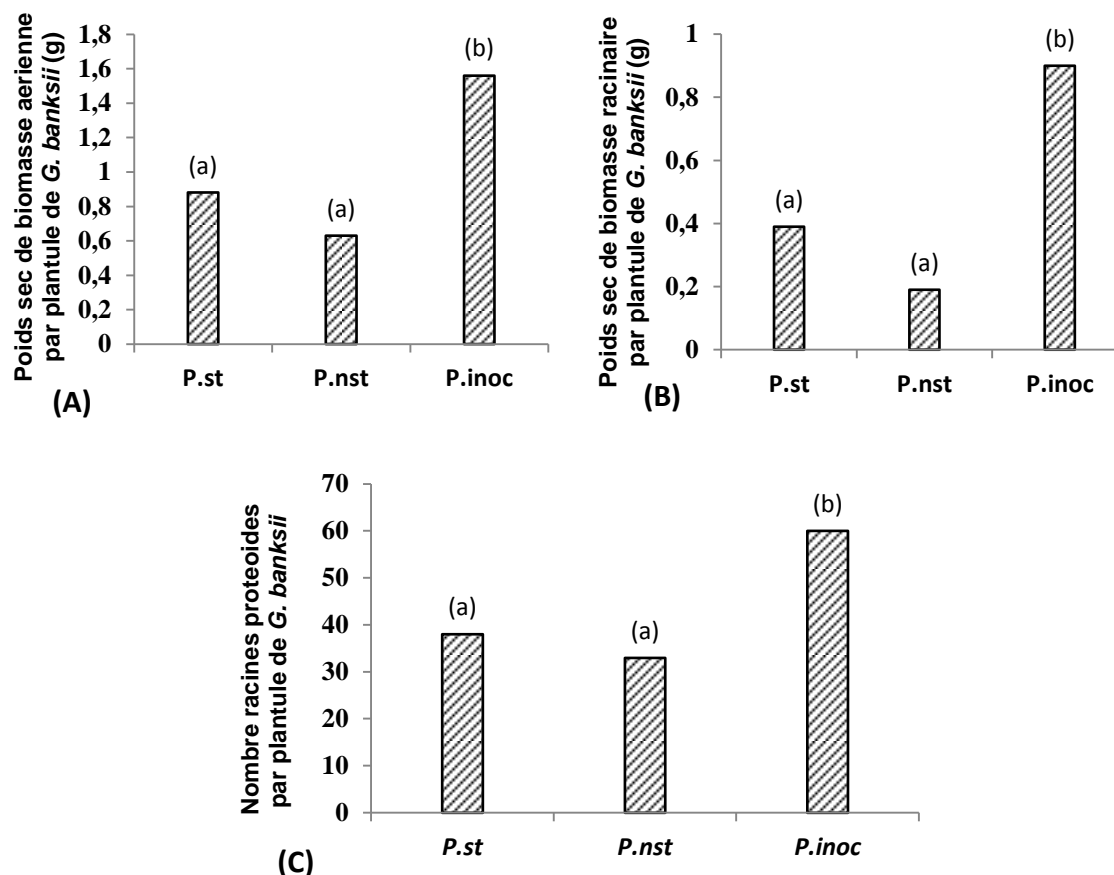 Poids sec de biomasse aerienne
par plantule de G. banksii (g)
1,8
1,6
1,4
1,2
1
0,8
0,6
0,4
0,2
0
(a)
(a)
(b)
P.st
P.nst
P.inoc
(A)
Poids sec de biomasse racinaire
par plantule de G. banksii (g)
1
0,8
0,6
0,4
0,2
0
(a)
(a)
(b)
P.st
P.nst
P.inoc
(B)
Nombre racines proteoides
par plantule de G. banksii
70
60
50
40
30
20
10
0
(a)
(a)
(b)
P.st
P.nst
P.inoc
(C)